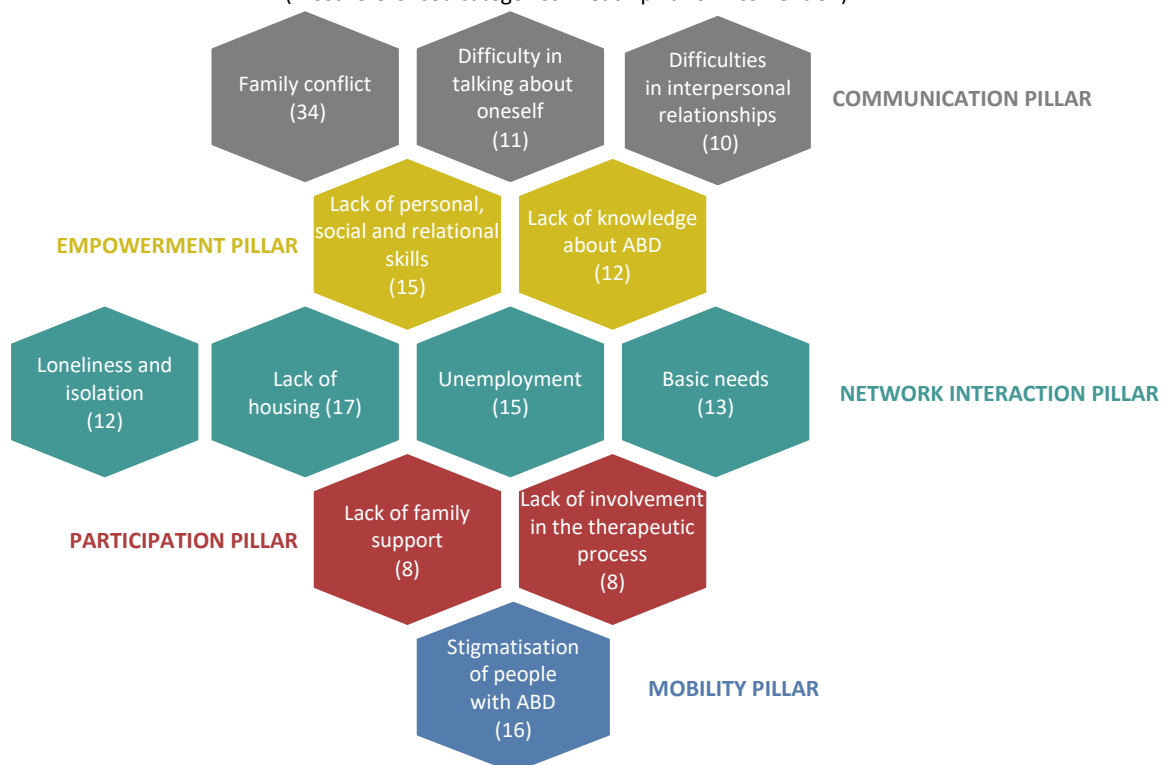 Family conflict
(34)
Difficulty in
talking about
oneself
(11)
Difficulties
in interpersonal
relationships
(10)
COMMUNICATION PILLAR
EMPOWERMENT PILLAR
Lack of personal,
social and relational
skills
(15)
Lack of knowledge
about ABD
(12)
Loneliness and
isolation
(12)
Lack of
housing (17)
Unemployment
(15)
Basic needs
(13)
NETWORK INTERACTION PILLAR
PARTICIPATION PILLAR
Lack of family
support
(8)
Lack of involvement
in the therapeutic
process
(8)
Stigmatisation
of people
with ABD
(16)
MOBILITY PILLAR